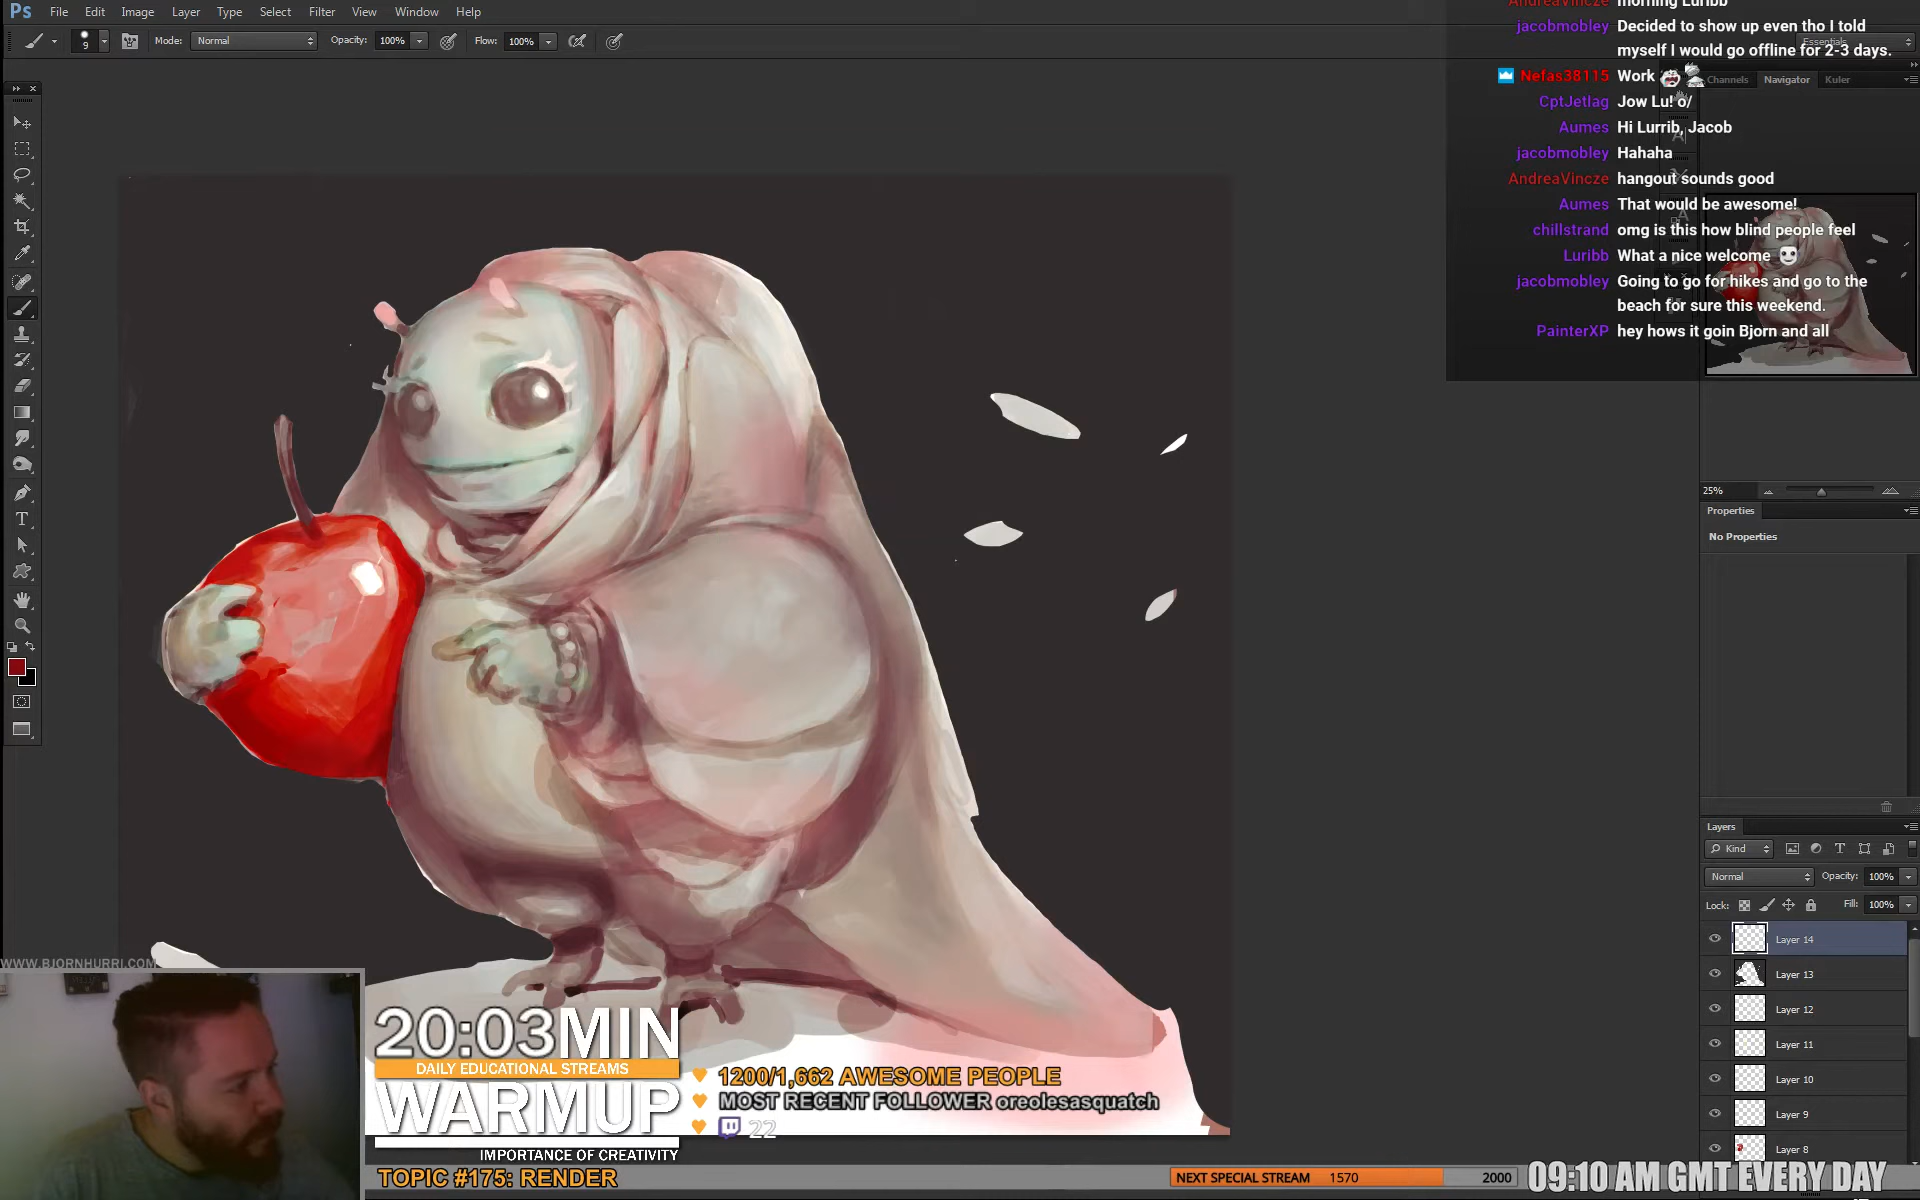 Ps File Edit Image Layer Type Select Filter View Window Help
9 Mode: Normal Opacity: 100% Flow: 100%
Essentials
AndreaVincze morning Luribb
jacobmobley Decided to show up even tho I told
myself I would go offline for 2-3 days.
Nefas38115 Work
CptJetlag Jow Lu! o/
Aumes Hi Lurrib, Jacob
jacobmobley Hahaha
AndreaVincze hangout sounds good
Aumes That would be awesome!
chillstrand omg is this how blind people feel
Luribb What a nice welcome
jacobmobley Going to go for hikes and go to the
beach for sure this weekend.
PainterXP hey hows it goin Bjorn and all
Channels Navigator Kuler
25%
Properties
No Properties
Layers
Kind
Normal Opacity: 100%
Lock: Fill: 100%
Layer 14
Layer 13
Layer 12
Layer 11
Layer 10
Layer 9
Layer 8
WWW.BJORNHURRI.COM
20:03MIN
DAILY EDUCATIONAL STREAMS
WARMUP
IMPORTANCE OF CREATIVITY
TOPIC #175: RENDER
1200/1,662 AWESOME PEOPLE
MOST RECENT FOLLOWER oreolesasquatch
22
NEXT SPECIAL STREAM 1570 2000
09:10 AM GMT EVERY DAY